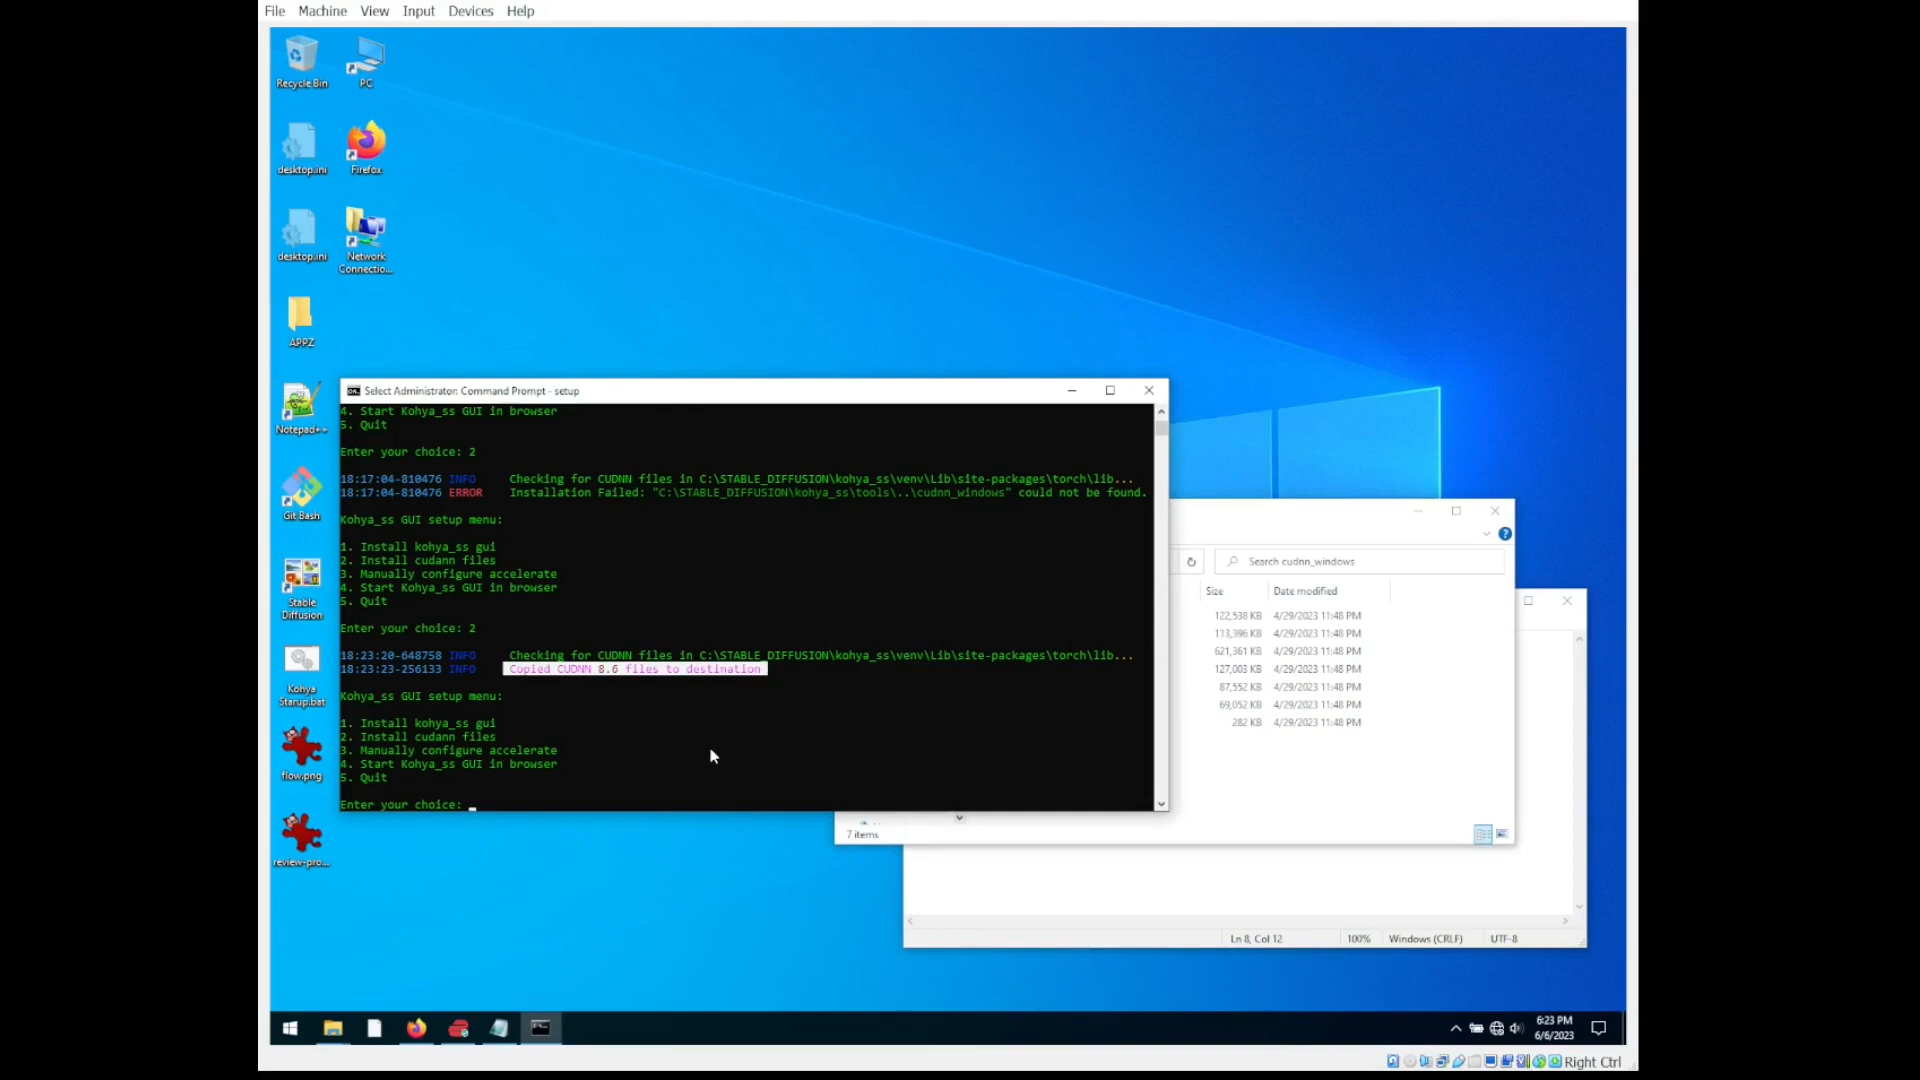 File Machine View Input Devices Help
Recycle Bin
PC
desktop.ini
Firefox
desktop.ini
Network
Connectio...
APPZ
Notepad++
Git Bash
Stable
Diffusion
Kohya
Starup.bat
flow.png
review-pro...
Select Administrator: Command Prompt - setup
4. Start Kohya_ss GUI in browser
5. Quit
Enter your choice: 2
18:17:04-810476 INFO Checking for CUDNN files in C:\STABLE_DIFFUSION\kohya_ss\venv\Lib\site-packages\torch\lib...
18:17:04-810476 ERROR Installation Failed: "C:\STABLE_DIFFUSION\kohya_ss\tools\..\cudnn_windows" could not be found.
Kohya_ss GUI setup menu:
1. Install kohya_ss gui
2. Install cudann files
3. Manually configure accelerate
4. Start Kohya_ss GUI in browser
5. Quit
Enter your choice: 2
18:23:20-648758 INFO Checking for CUDNN files in C:\STABLE_DIFFUSION\kohya_ss\venv\Lib\site-packages\torch\lib...
18:23:23-256133 INFO Copied CUDNN 8.6 files to destination
Kohya_ss GUI setup menu:
1. Install kohya_ss gui
2. Install cudann files
3. Manually configure accelerate
4. Start Kohya_ss GUI in browser
5. Quit
Enter your choice:
Search cudnn_windows
Size Date modified
122,538 KB 4/29/2023 11:48 PM
113,396 KB 4/29/2023 11:48 PM
621,361 KB 4/29/2023 11:48 PM
127,003 KB 4/29/2023 11:48 PM
87,552 KB 4/29/2023 11:48 PM
69,052 KB 4/29/2023 11:48 PM
282 KB 4/29/2023 11:48 PM
7 items
Ln 8, Col 12 100% Windows (CRLF) UTF-8
6:23 PM
6/6/2023
Right Ctrl